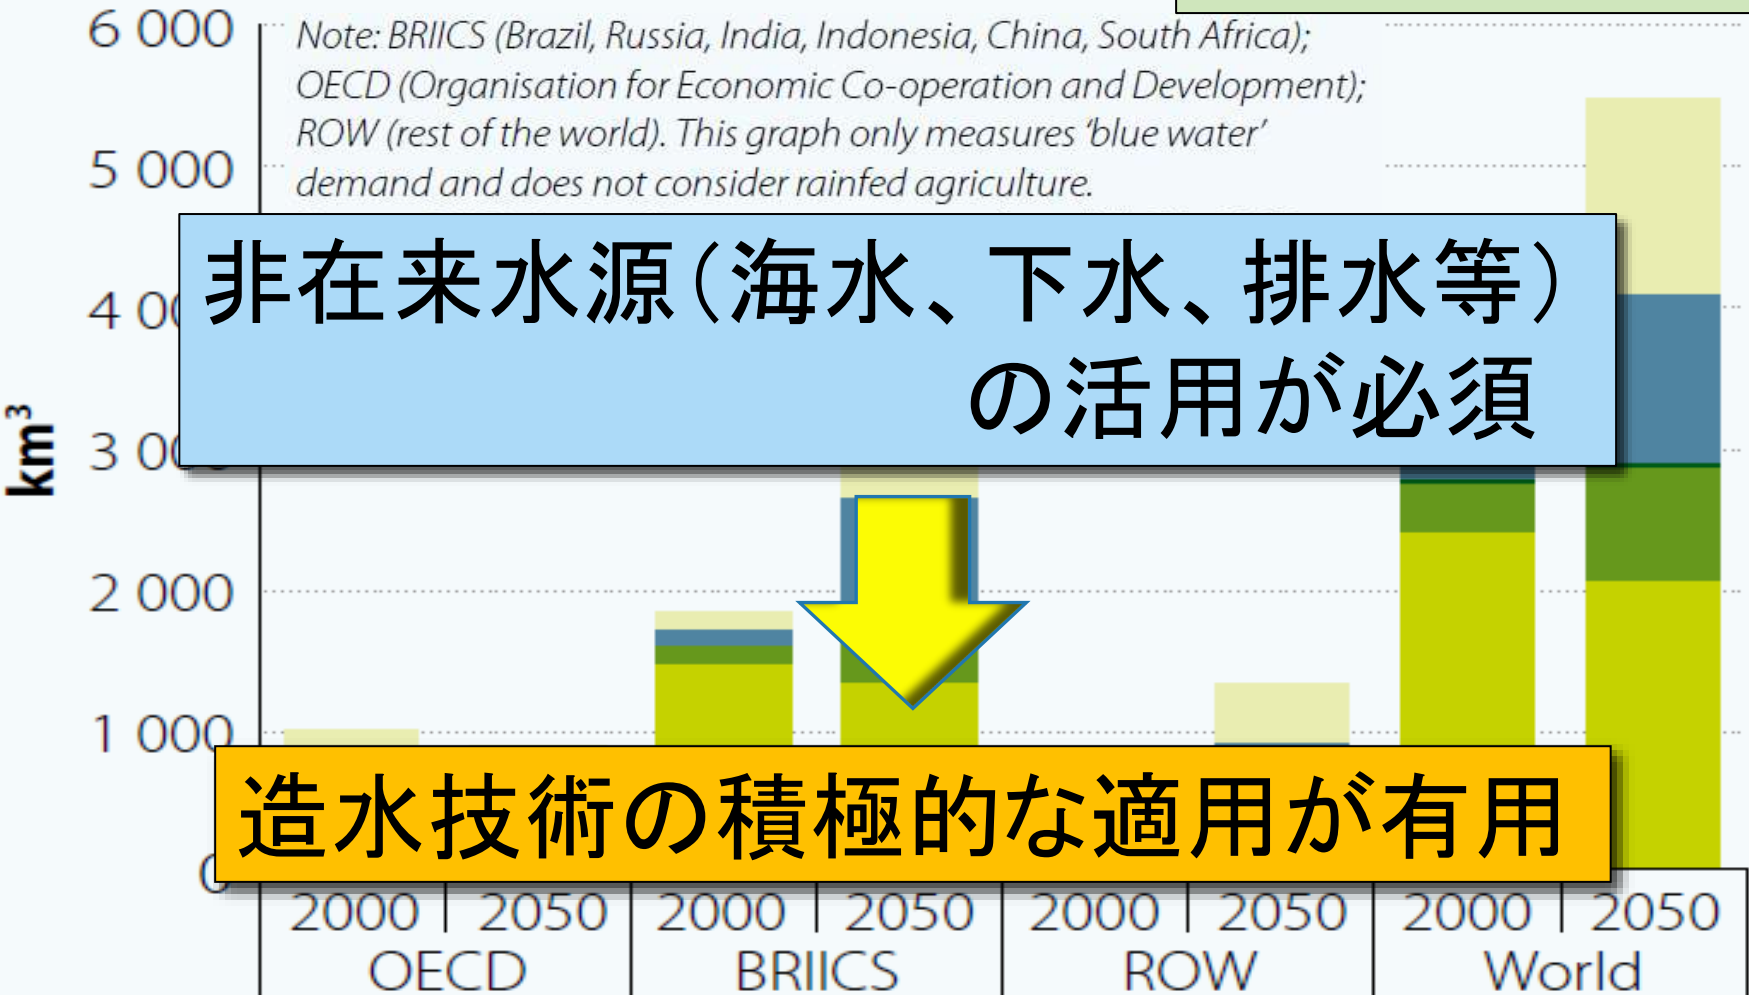 6 000
Note: BRIICS (Brazil, Russia, India, Indonesia, China, South Africa);
OECD (Organisation for Economic Co-operation and Development);
ROW (rest of the world). This graph only measures ‘blue water’
demand and does not consider rainfed agriculture.
5 000
非在来水源（海水、下水、排水等）
の活用が必須
km³
2 000
1 000
造水技術の積極的な適用が有用
0
2000 2050 2000 2050 2000 2050 2000 2050
OECD BRIICS ROW World